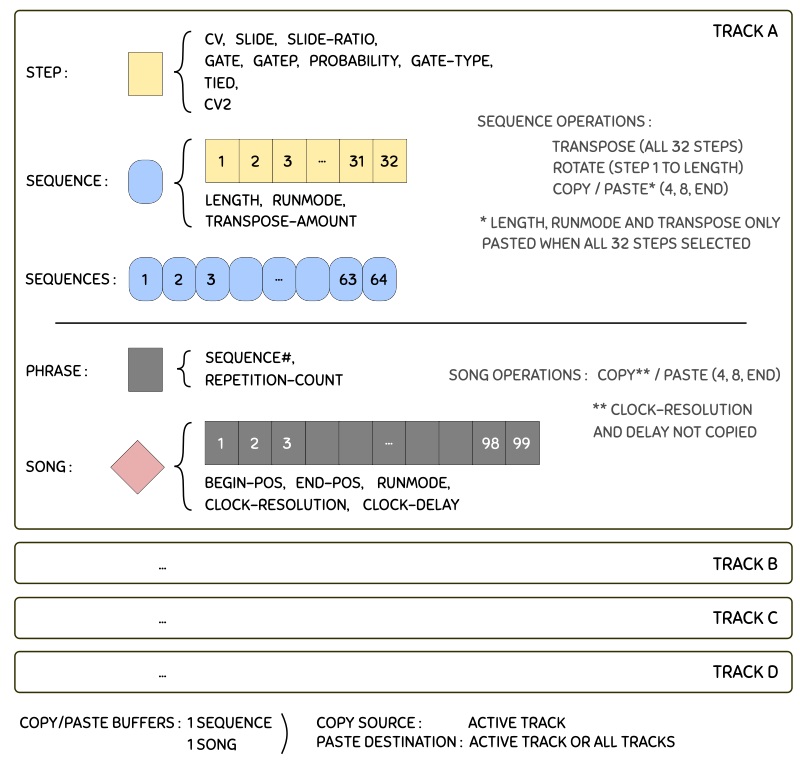 TRACK A
STEP :
CV, SLIDE, SLIDE-RATIO,
GATE, GATEP, PROBABILITY, GATE-TYPE,
TIED,
CV2
SEQUENCE OPERATIONS :
TRANSPOSE (ALL 32 STEPS)
ROTATE (STEP 1 TO LENGTH)
COPY / PASTE* (4, 8, END)
* LENGTH, RUNMODE AND TRANSPOSE ONLY
PASTED WHEN ALL 32 STEPS SELECTED
SEQUENCE :
1 2 3 ... 31 32
LENGTH, RUNMODE,
TRANSPOSE-AMOUNT
SEQUENCES :
1 2 3 ... 63 64
PHRASE :
SEQUENCE#,
REPETITION-COUNT
SONG OPERATIONS : COPY** / PASTE (4, 8, END)
** CLOCK-RESOLUTION
AND DELAY NOT COPIED
SONG :
1 2 3 ... 98 99
BEGIN-POS, END-POS, RUNMODE,
CLOCK-RESOLUTION, CLOCK-DELAY
... TRACK B
... TRACK C
... TRACK D
COPY/PASTE BUFFERS : 1 SEQUENCE
1 SONG
COPY SOURCE : ACTIVE TRACK
PASTE DESTINATION : ACTIVE TRACK OR ALL TRACKS